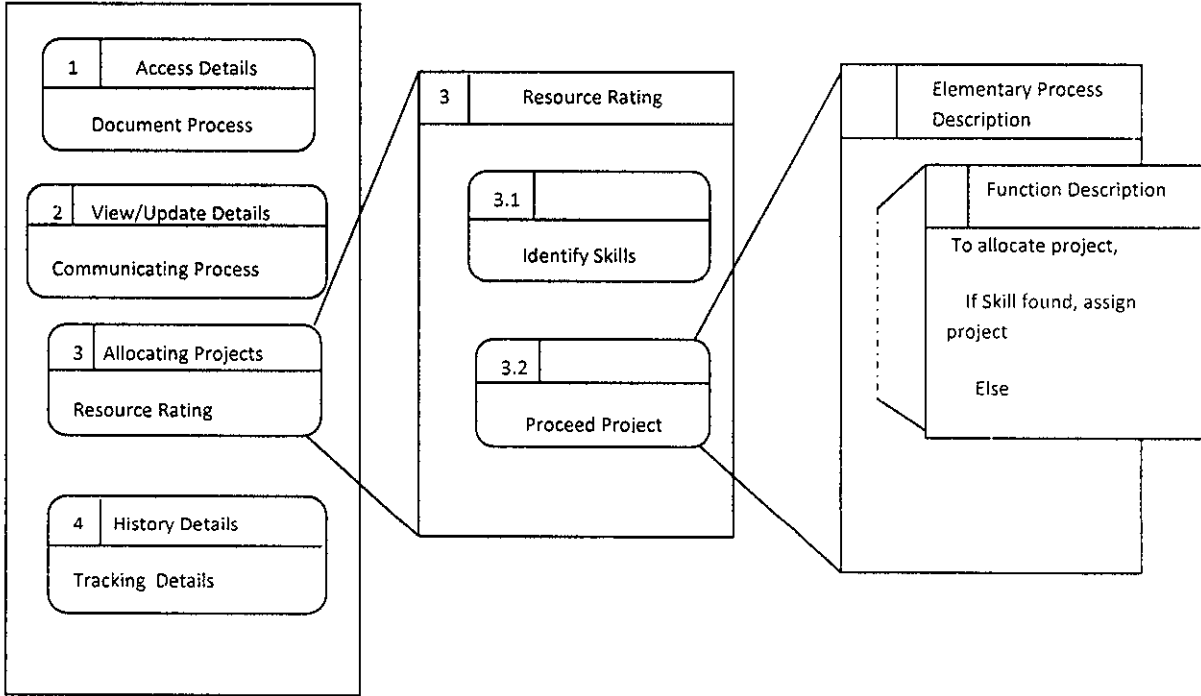 1 Access Details
Document Process
2 View/Update Details
Communicating Process
3 Allocating Projects
Resource Rating
4 History Details
Tracking Details
3 Resource Rating
3.1
Identify Skills
3.2
Proceed Project
Elementary Process
Description
Function Description
To allocate project,
If Skill found, assign
project
Else